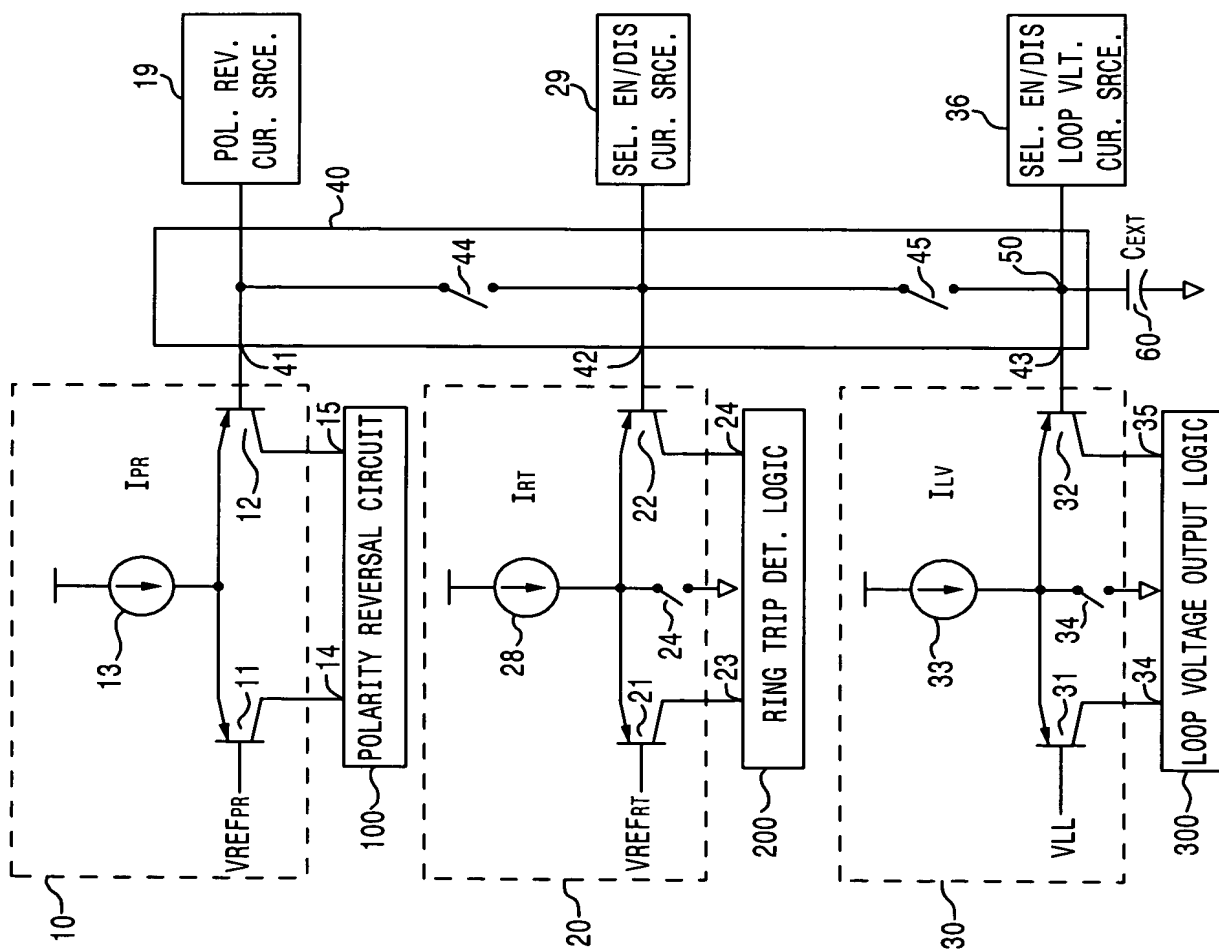 19
POL. REV.
CUR. SRCE.
29
SEL. EN/DIS
CUR. SRCE.
36
SEL. EN/DIS
LOOP VLT.
CUR. SRCE.
40
44
45
50
CEXT
60
41
42
43
10
IPR
13
11
12
14
15
VREFPR
POLARITY REVERSAL CIRCUIT
100
20
IRT
28
24
21
22
23
24
VREFRT
RING TRIP DET. LOGIC
200
30
ILV
33
34
31
32
34
35
VLL
LOOP VOLTAGE OUTPUT LOGIC
300